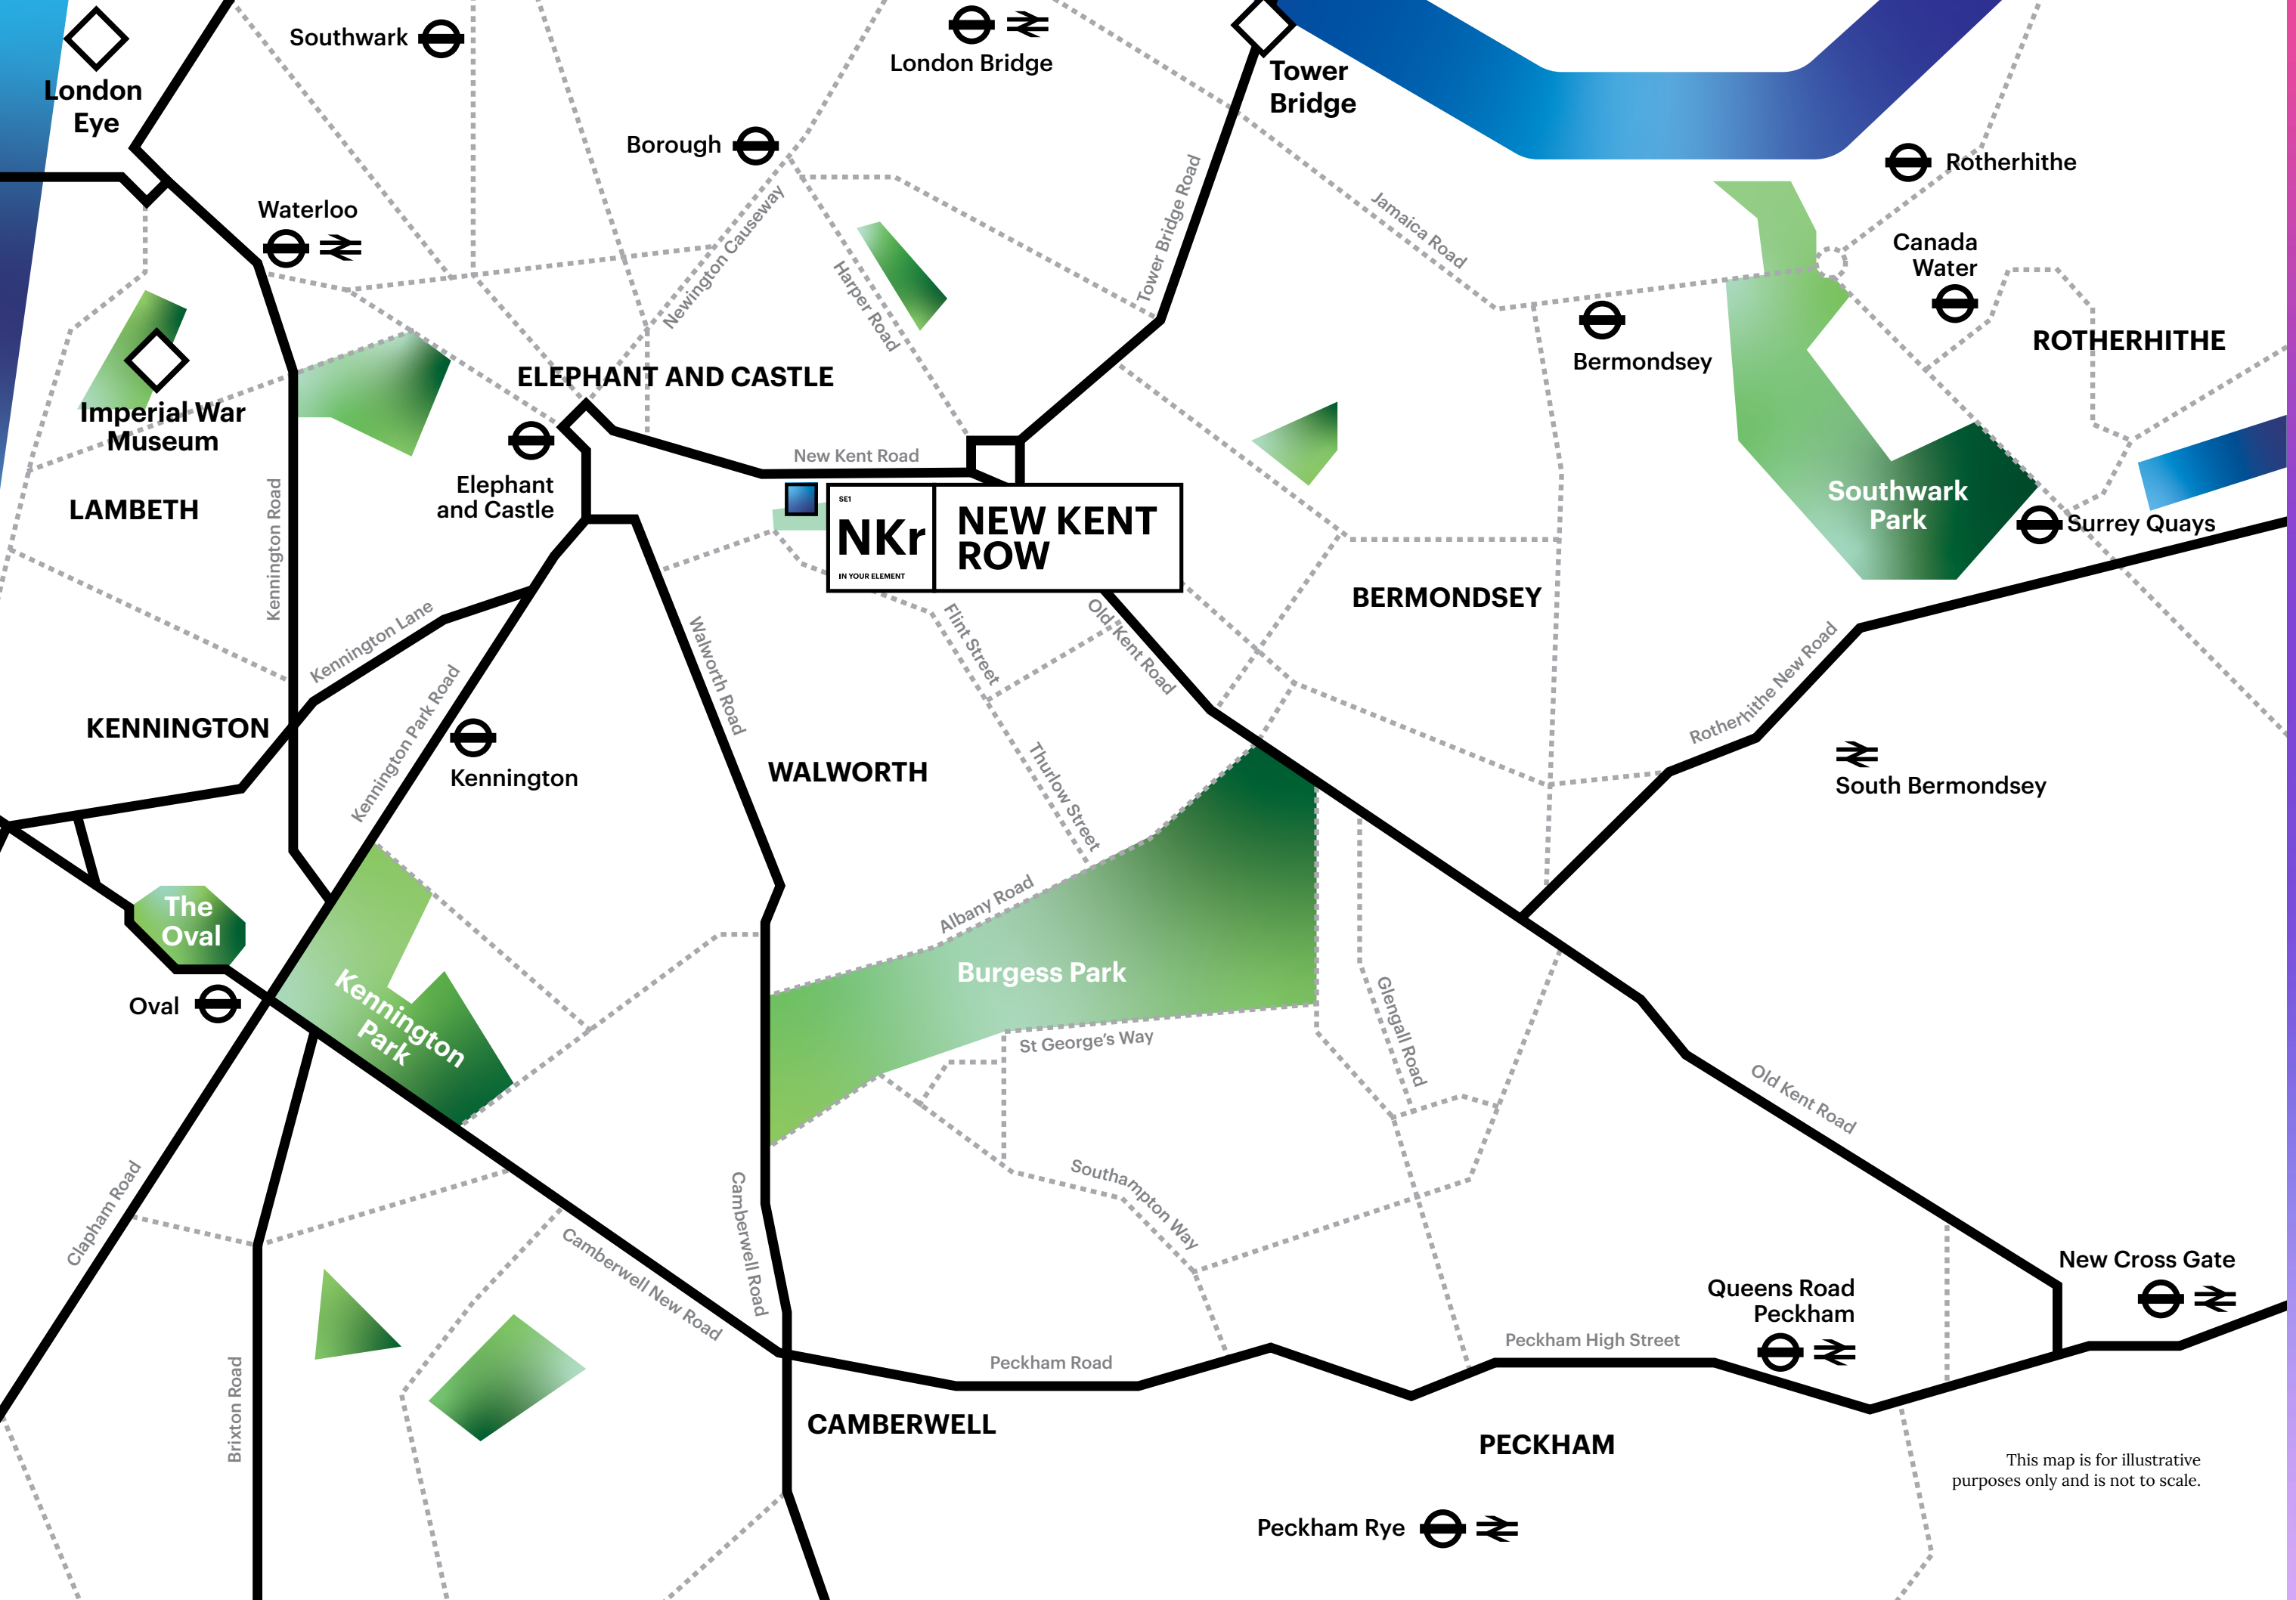 Southwark
London Bridge
London
Eye
Tower
Bridge
Borough
Rotherhithe
Waterloo
Newington Causeway
Harper Road
Tower Bridge Road
Jamaica Road
Canada
Water
ROTHERHITHE
Bermondsey
ELEPHANT AND CASTLE
Imperial War
Museum
LAMBETH
Kennington Road
Elephant
and Castle
New Kent Road
SE1
NKr
IN YOUR ELEMENT
NEW KENT
ROW
Southwark
Park
Surrey Quays
BERMONDSEY
Kennington Lane
Walworth Road
Flint Street
Old Kent Road
Rotherhithe New Road
KENNINGTON
Kennington Park Road
Kennington
WALWORTH
Thurlow Street
South Bermondsey
The
Oval
Albany Road
Burgess Park
Oval
Kennington
Park
St George's Way
Glengall Road
Old Kent Road
Clapham Road
Camberwell Road
Southampton Way
Camberwell New Road
New Cross Gate
Queens Road
Peckham
Brixton Road
Peckham Road
Peckham High Street
CAMBERWELL
PECKHAM
This map is for illustrative
purposes only and is not to scale.
Peckham Rye